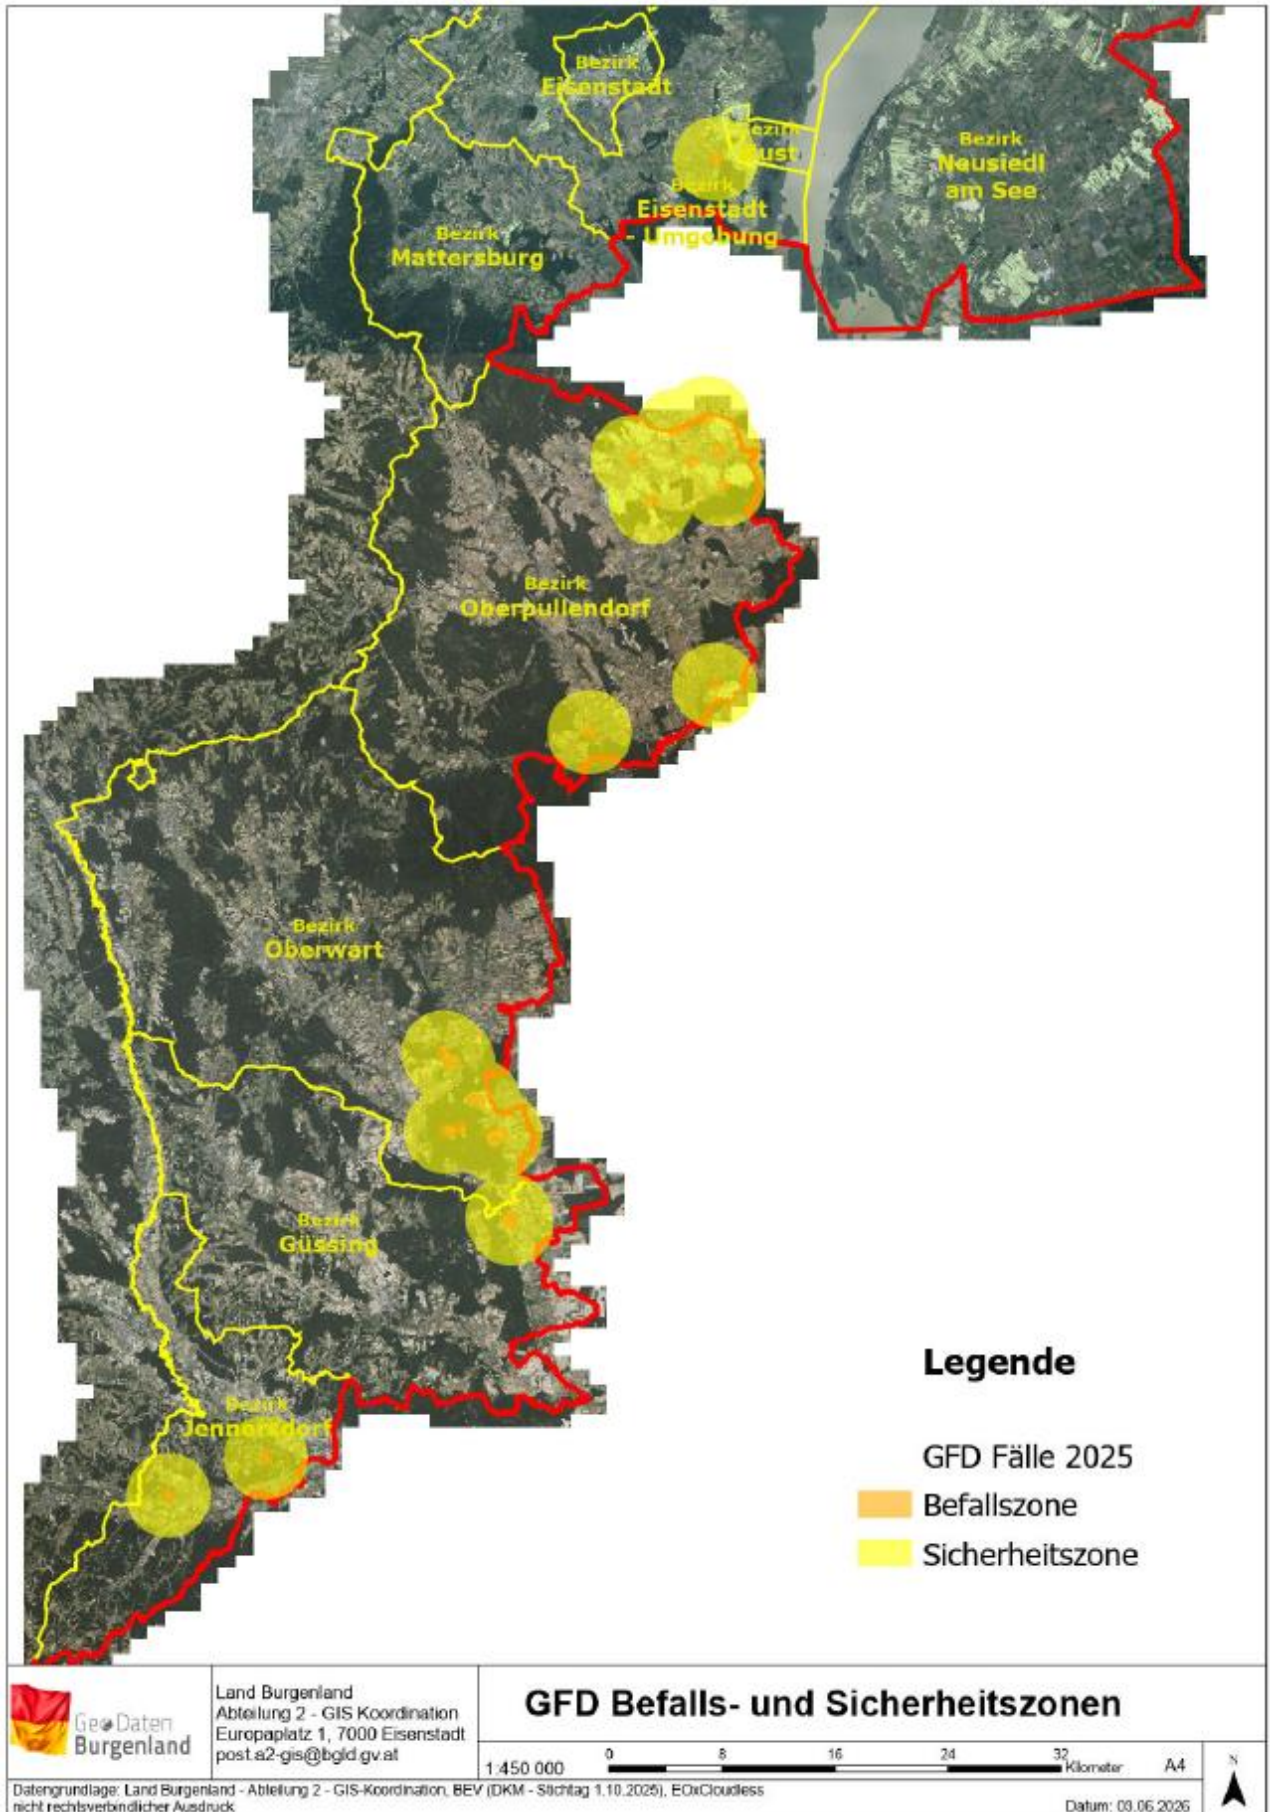 Bezirk
Eisenstadt
Bezirk
Rust
Bezirk
Neusiedl
am See
Bezirk
Eisenstadt
- Umgebung
Bezirk
Mattersburg
Bezirk
Oberpullendorf
Bezirk
Oberwart
Bezirk
Güssing
Bezirk
Jennersdorf
Legende
GFD Fälle 2025
Befallszone
Sicherheitszone
GeoDaten
Burgenland
Land Burgenland
Abteilung 2 - GIS Koordination
Europaplatz 1, 7000 Eisenstadt
post.a2-gis@bgld.gv.at
GFD Befalls- und Sicherheitszonen
1:450 000
0 8 16 24 32
Kilometer
A4
N
Datengrundlage: Land Burgenland - Abteilung 2 - GIS-Koordination, BEV (DKM - Stichtag 1.10.2025), EOxCloudless
nicht rechtsverbindlicher Ausdruck
Datum: 03.06.2026